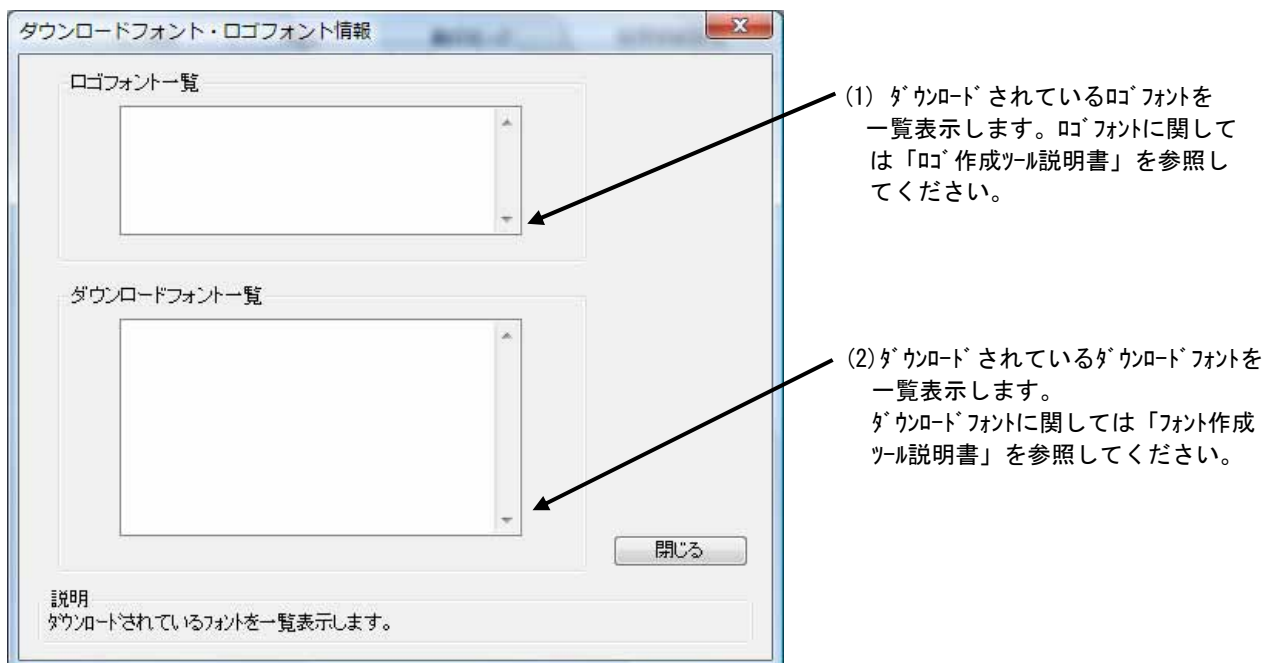 ダウンロードフォント・ロゴフォント情報
ロゴフォント一覧
(1) ﾀﾞｳﾝﾛｰﾄﾞされているﾛｺﾞﾌｫﾝﾄを
一覧表示します。ﾛｺﾞﾌｫﾝﾄに関して
は「ﾛｺﾞ作成ﾂｰﾙ説明書」を参照し
てください。
ダウンロードフォント一覧
(2)ﾀﾞｳﾝﾛｰﾄﾞされているﾀﾞｳﾝﾛｰﾄﾞﾌｫﾝﾄを
一覧表示します。
ﾀﾞｳﾝﾛｰﾄﾞﾌｫﾝﾄに関しては「ﾌｫﾝﾄ作成
ﾂｰﾙ説明書」を参照してください。
閉じる
説明
ﾀﾞｳﾝﾛｰﾄﾞされているﾌｫﾝﾄを一覧表示します。